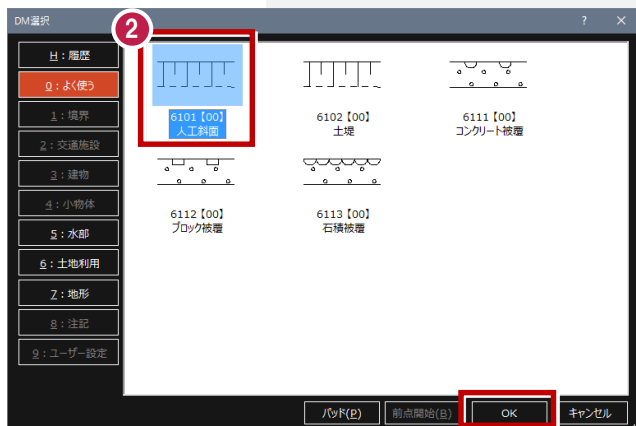 DM選択
? ×
2
H：履歴
0：よく使う
1：境界
2：交通施設
3：建物
4：小物体
5：水部
6：土地利用
7：地形
8：注記
9：ユーザー設定
6101【00】
人工斜面
6102【00】
土堤
6111【00】
コンクリート被覆
6112【00】
ブロック被覆
6113【00】
石積被覆
パッド(P)
前点開始(B)
OK
キャンセル